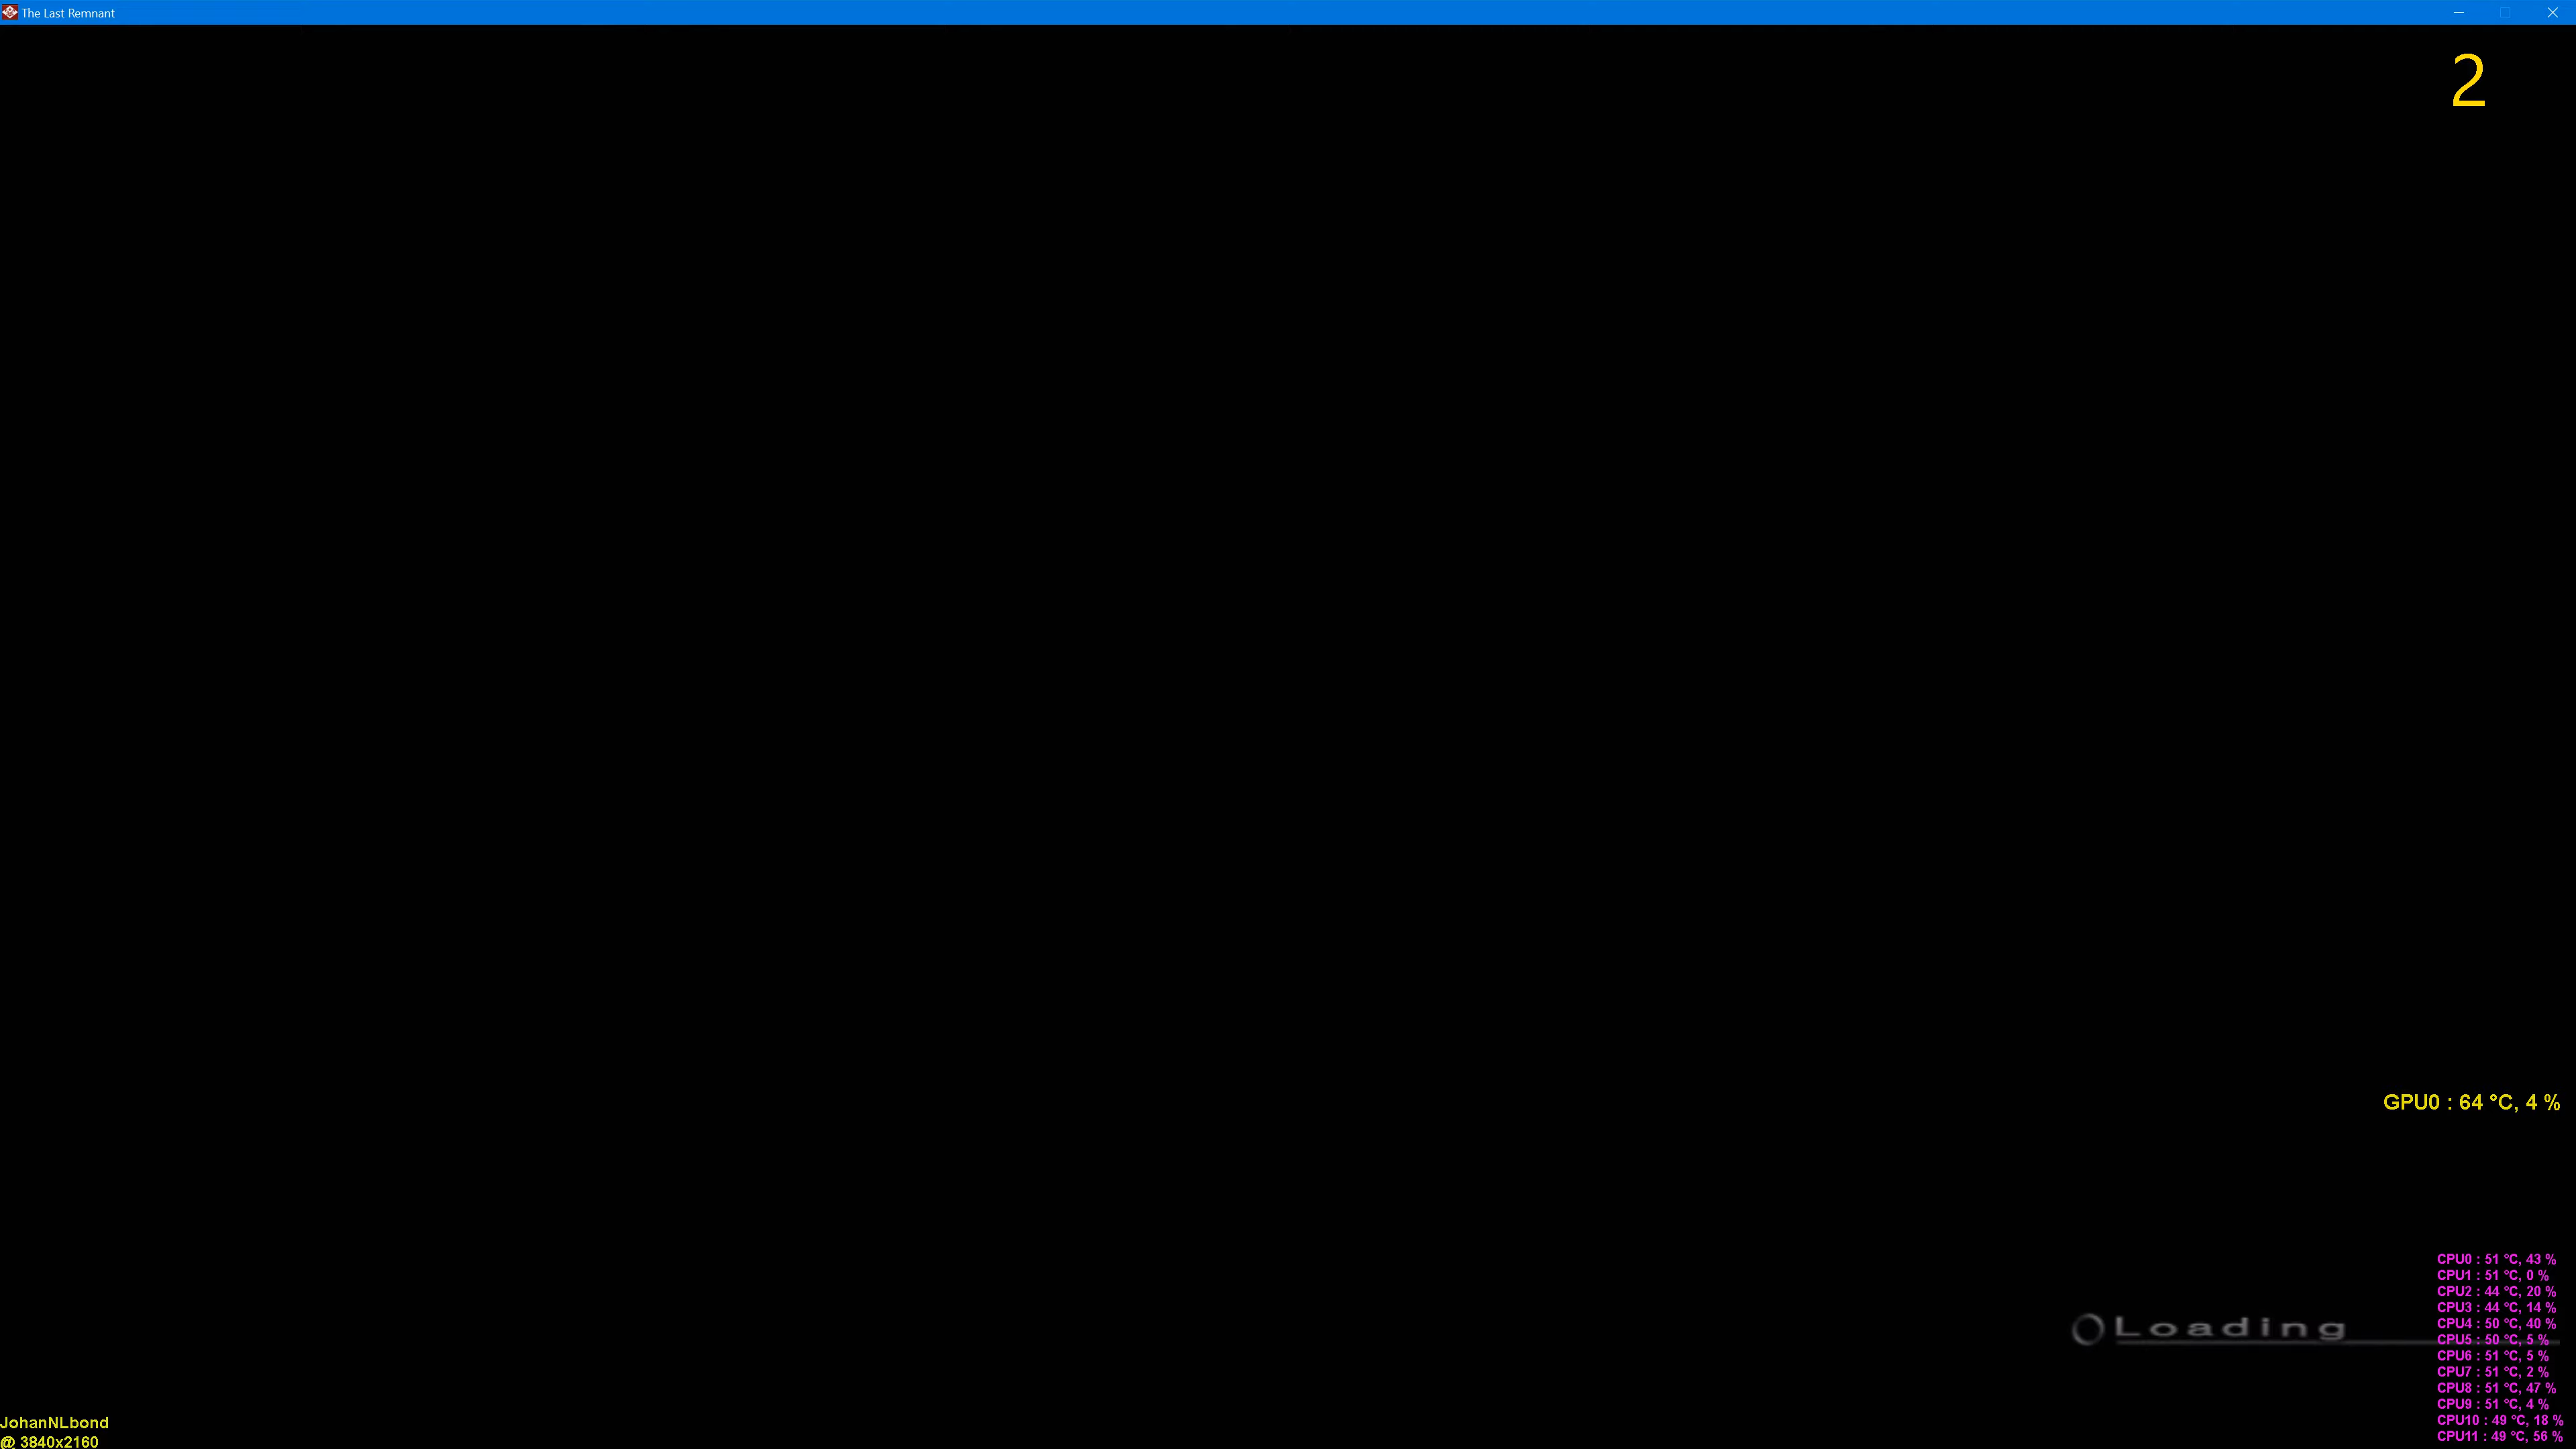 The Last Remnant
2
GPU0 : 64 °C, 4 %
CPU0 : 51 °C, 43 %
CPU1 : 51 °C, 0 %
CPU2 : 44 °C, 20 %
CPU3 : 44 °C, 14 %
CPU4 : 50 °C, 40 %
Loading
CPU5 : 50 °C, 5 %
CPU6 : 51 °C, 5 %
CPU7 : 51 °C, 2 %
CPU8 : 51 °C, 47 %
CPU9 : 51 °C, 4 %
CPU10 : 49 °C, 18 %
CPU11 : 49 °C, 56 %
JohanNLbond
@ 3840x2160